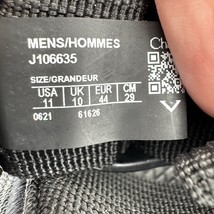 MENS/HOMMES
J106635
SIZE/GRANDEUR
USA UK EUR CM
11 10 44 29
0621 61626